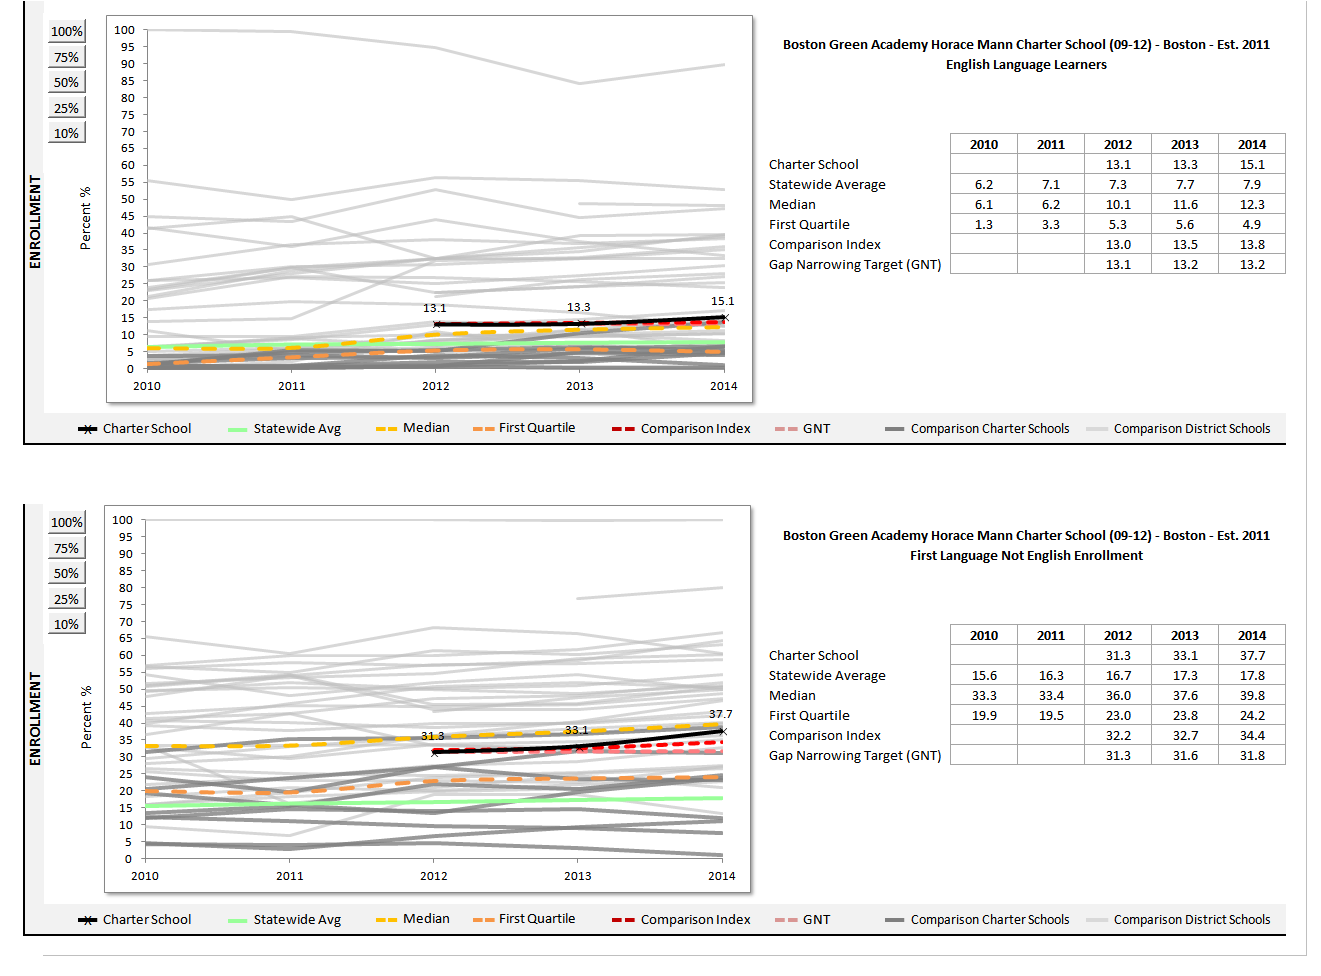 100%
75%
50%
25%
10%
ENROLLMENT
Percent %
100
95
90
85
80
75
70
65
60
55
50
45
40
35
30
25
20
15
10
5
0
13.1
13.3
15.1
2010 2011 2012 2013 2014
Boston Green Academy Horace Mann Charter School (09-12) - Boston - Est. 2011
English Language Learners
2010 2011 2012 2013 2014
Charter School 13.1 13.3 15.1
Statewide Average 6.2 7.1 7.3 7.7 7.9
Median 6.1 6.2 10.1 11.6 12.3
First Quartile 1.3 3.3 5.3 5.6 4.9
Comparison Index 13.0 13.5 13.8
Gap Narrowing Target (GNT) 13.1 13.2 13.2
Charter School Statewide Avg Median First Quartile Comparison Index GNT Comparison Charter Schools Comparison District Schools
100%
75%
50%
25%
10%
ENROLLMENT
Percent %
100
95
90
85
80
75
70
65
60
55
50
45
40
35
30
25
20
15
10
5
0
31.3
33.1
37.7
2010 2011 2012 2013 2014
Boston Green Academy Horace Mann Charter School (09-12) - Boston - Est. 2011
First Language Not English Enrollment
2010 2011 2012 2013 2014
Charter School 31.3 33.1 37.7
Statewide Average 15.6 16.3 16.7 17.3 17.8
Median 33.3 33.4 36.0 37.6 39.8
First Quartile 19.9 19.5 23.0 23.8 24.2
Comparison Index 32.2 32.7 34.4
Gap Narrowing Target (GNT) 31.3 31.6 31.8
Charter School Statewide Avg Median First Quartile Comparison Index GNT Comparison Charter Schools Comparison District Schools